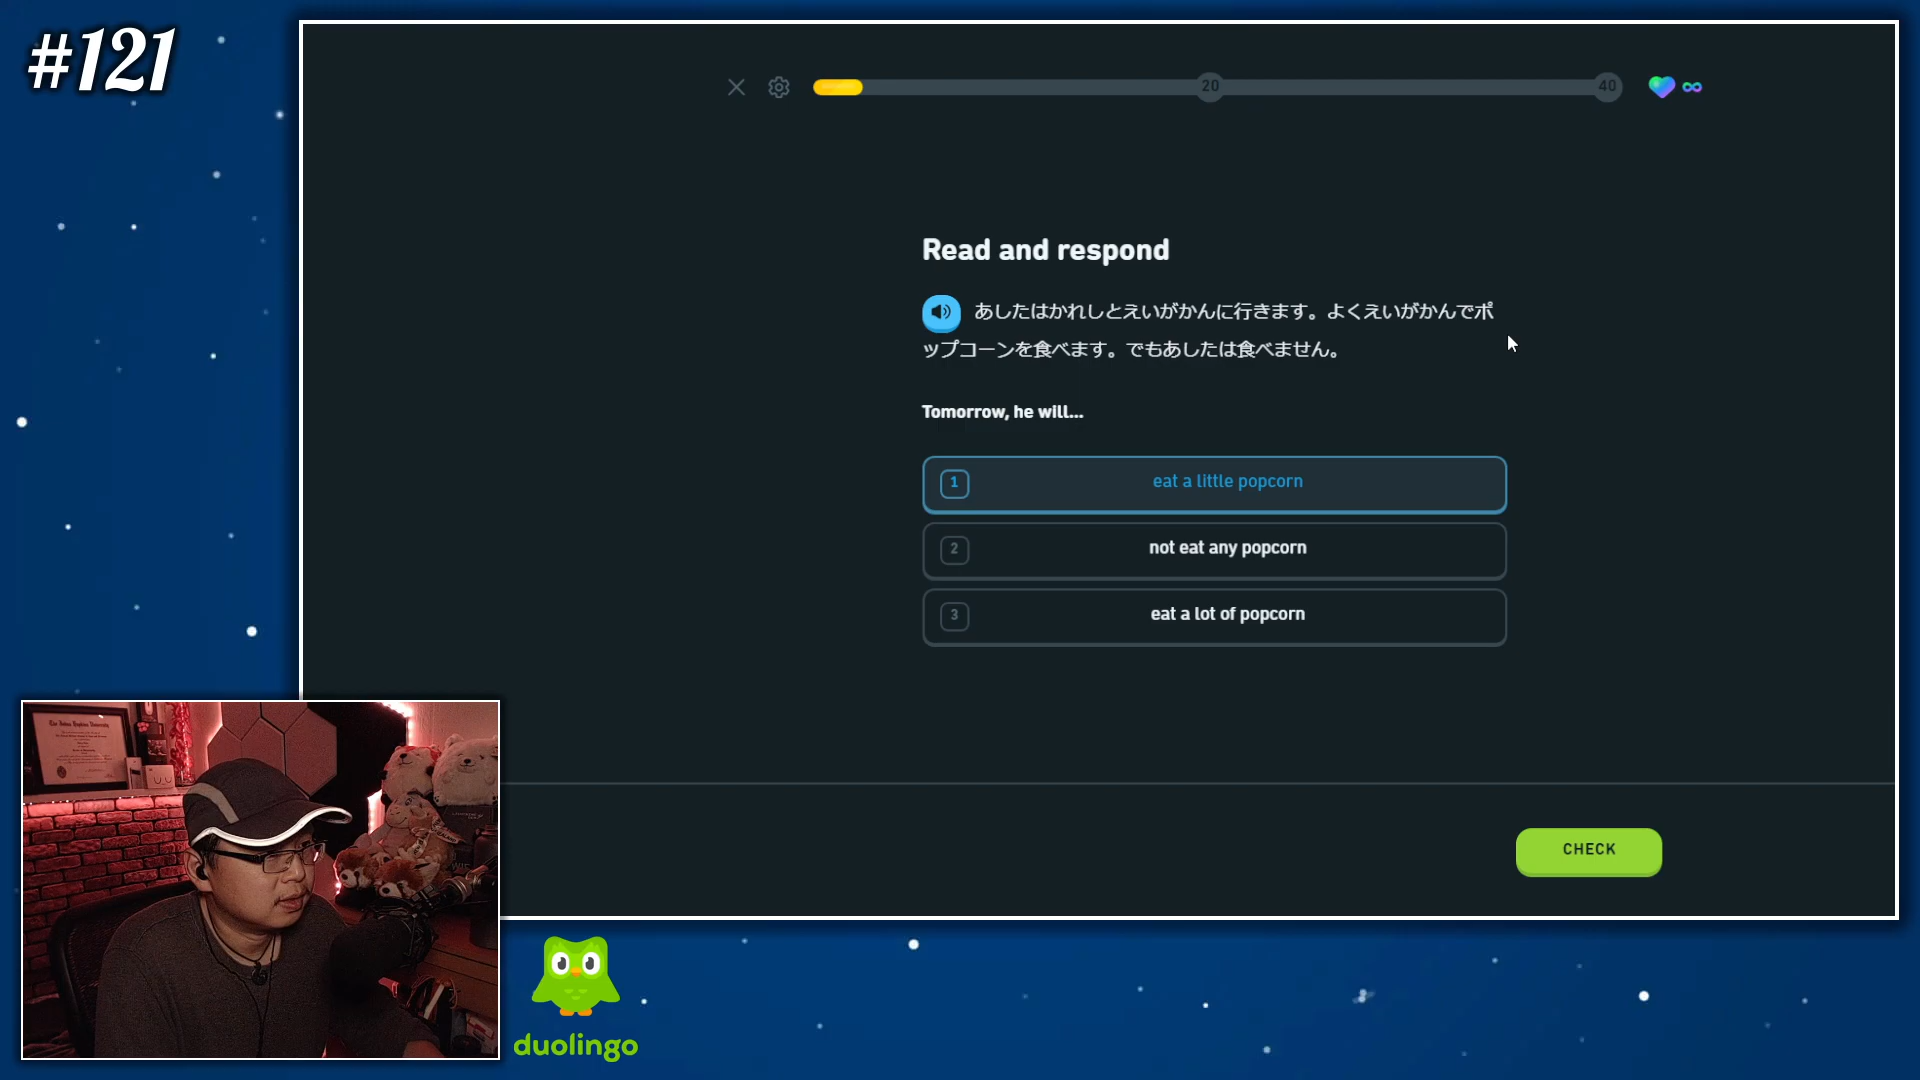 #121
20
40
Read and respond
あしたはかれしとえいがかんに行きます。よくえいがかんでポ
ップコーンを食べます。でもあしたは食べません。
Tomorrow, he will...
1
eat a little popcorn
2
not eat any popcorn
3
eat a lot of popcorn
CHECK
duolingo